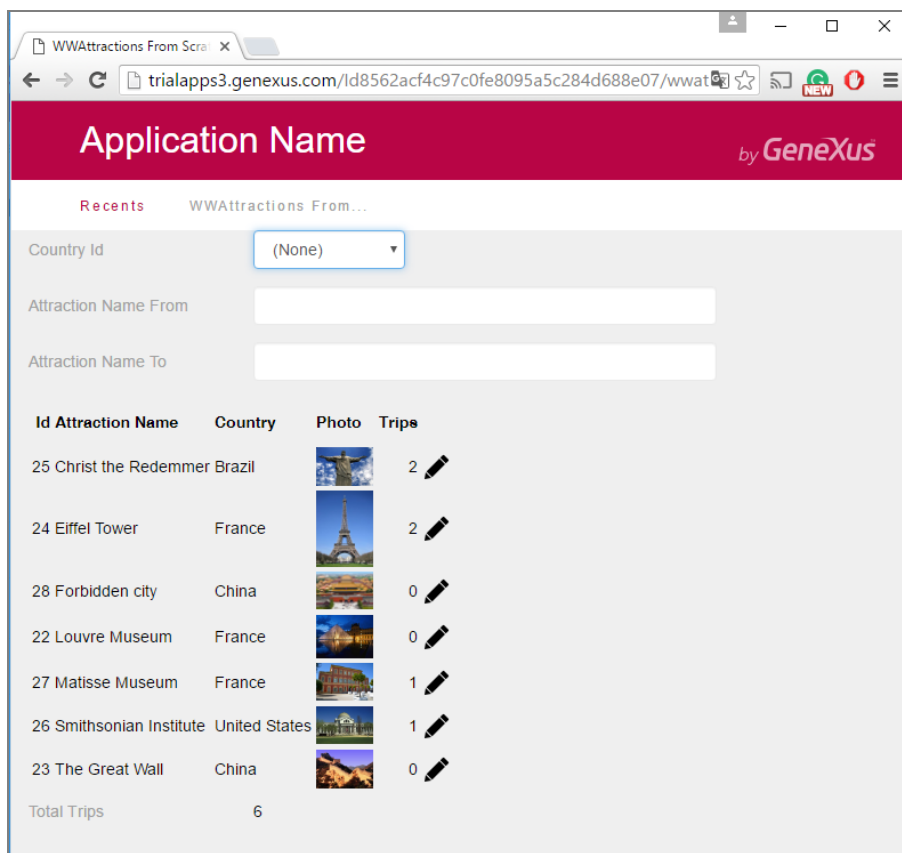 WWAttractions From Scra
trialapps3.genexus.com/Id8562acf4c97c0fe8095a5c284d688e07/wwat
NEW
Application Name
by GeneXus
Recents WWAttractions From...
Country Id (None)
Attraction Name From
Attraction Name To
Id Attraction Name Country Photo Trips
25 Christ the Redemmer Brazil 2
24 Eiffel Tower France 2
28 Forbidden city China 0
22 Louvre Museum France 0
27 Matisse Museum France 1
26 Smithsonian Institute United States 1
23 The Great Wall China 0
Total Trips 6